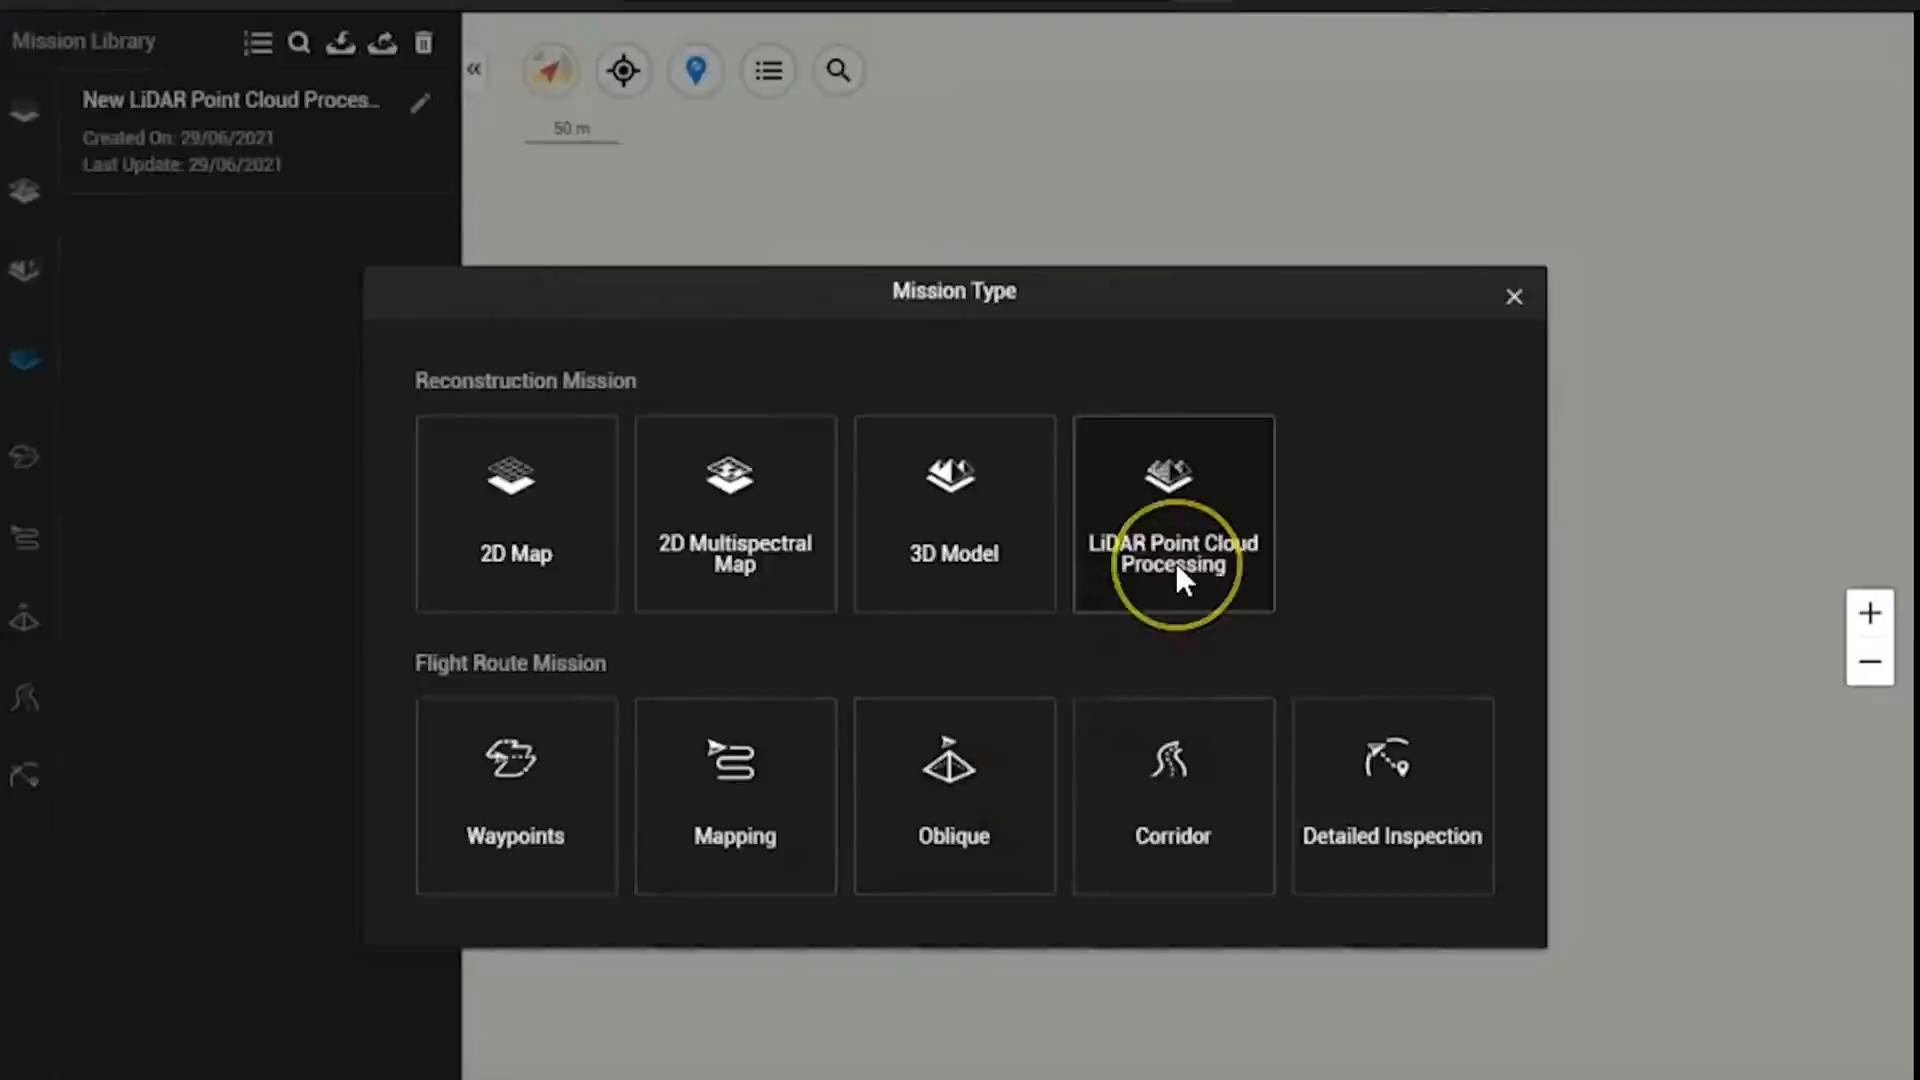 Mission Library
New LiDAR Point Cloud Proces...
Created On: 29/06/2021
Last Update: 29/06/2021
50 m
Mission Type
Reconstruction Mission
2D Map
2D Multispectral
Map
3D Model
LiDAR Point Cloud
Processing
Flight Route Mission
Waypoints
Mapping
Oblique
Corridor
Detailed Inspection